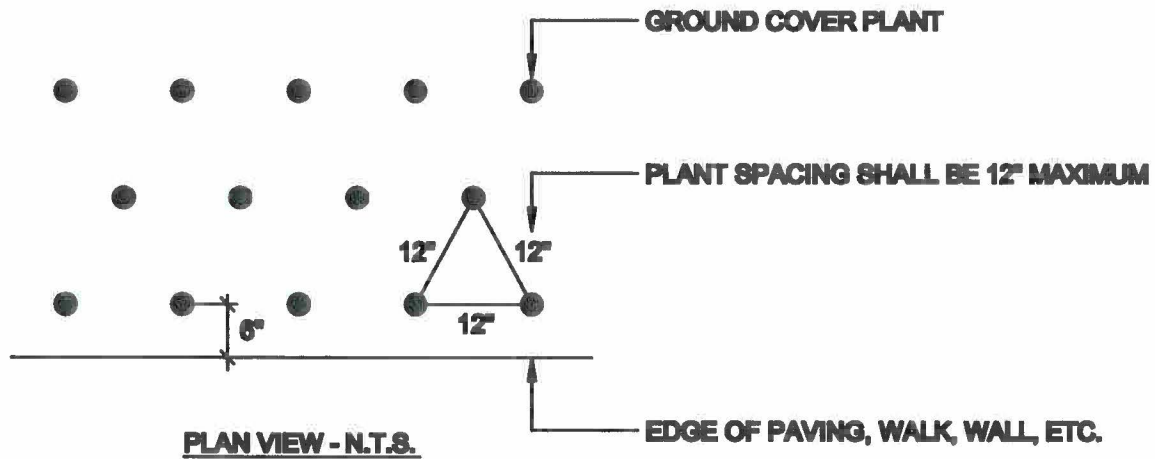 GROUND COVER PLANT
PLANT SPACING SHALL BE 12" MAXIMUM
12" 12"
12"
6"
EDGE OF PAVING, WALK, WALL, ETC.
PLAN VIEW - N.T.S.